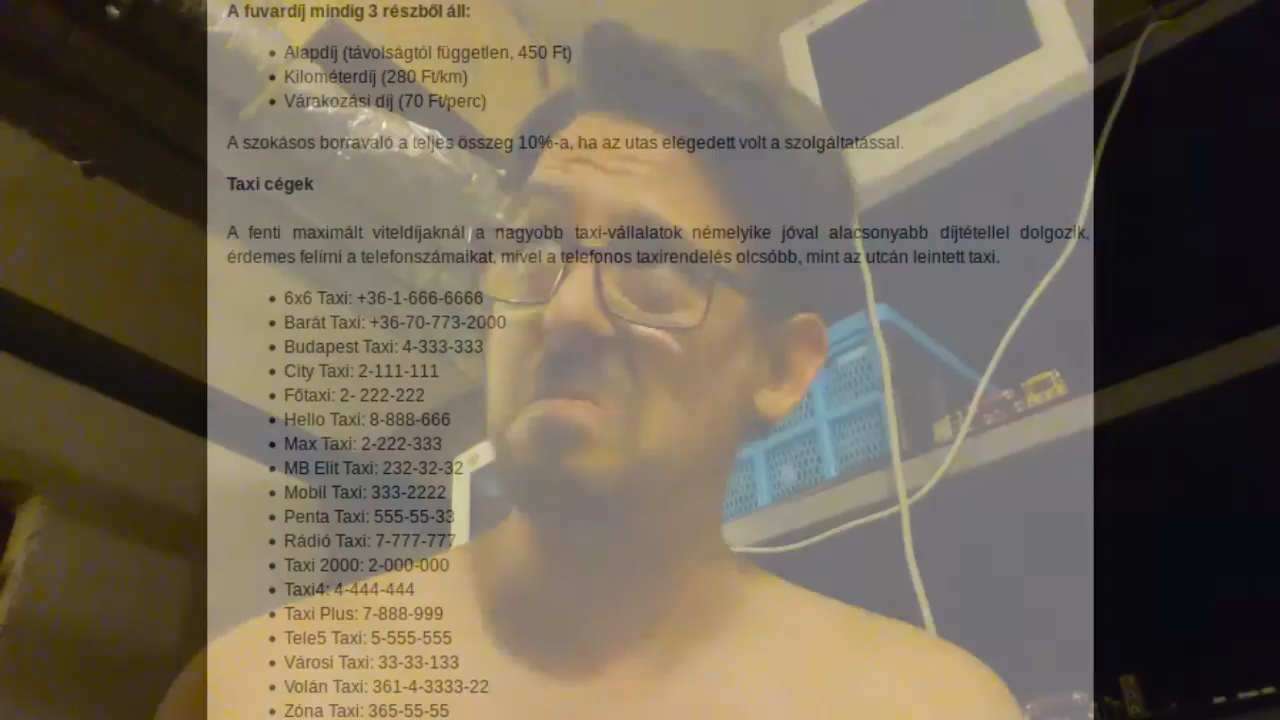 A fuvardíj mindig 3 részből áll:
Alapdíj (távolságtól független, 450 Ft)
Kilométerdíj (280 Ft/km)
Várakozási díj (70 Ft/perc)
A szokásos borravaló a teljes összeg 10%-a, ha az utas elégedett volt a szolgáltatással.
Taxi cégek
A fenti maximált viteldíjaknál a nagyobb taxi-vállalatok némelyike jóval alacsonyabb díjtétellel dolgozik,
érdemes felírni a telefonszámaikat, mivel a telefonos taxirendelés olcsóbb, mint az utcán leintett taxi.
6x6 Taxi: +36-1-666-6666
Barát Taxi: +36-70-773-2000
Budapest Taxi: 4-333-333
City Taxi: 2-111-111
Főtaxi: 2- 222-222
Hello Taxi: 8-888-666
Max Taxi: 2-222-333
MB Elit Taxi: 232-32-32
Mobil Taxi: 333-2222
Penta Taxi: 555-55-33
Rádió Taxi: 7-777-777
Taxi 2000: 2-000-000
Taxi4: 4-444-444
Taxi Plus: 7-888-999
Tele5 Taxi: 5-555-555
Városi Taxi: 33-33-133
Volán Taxi: 361-4-3333-22
Zóna Taxi: 365-55-55